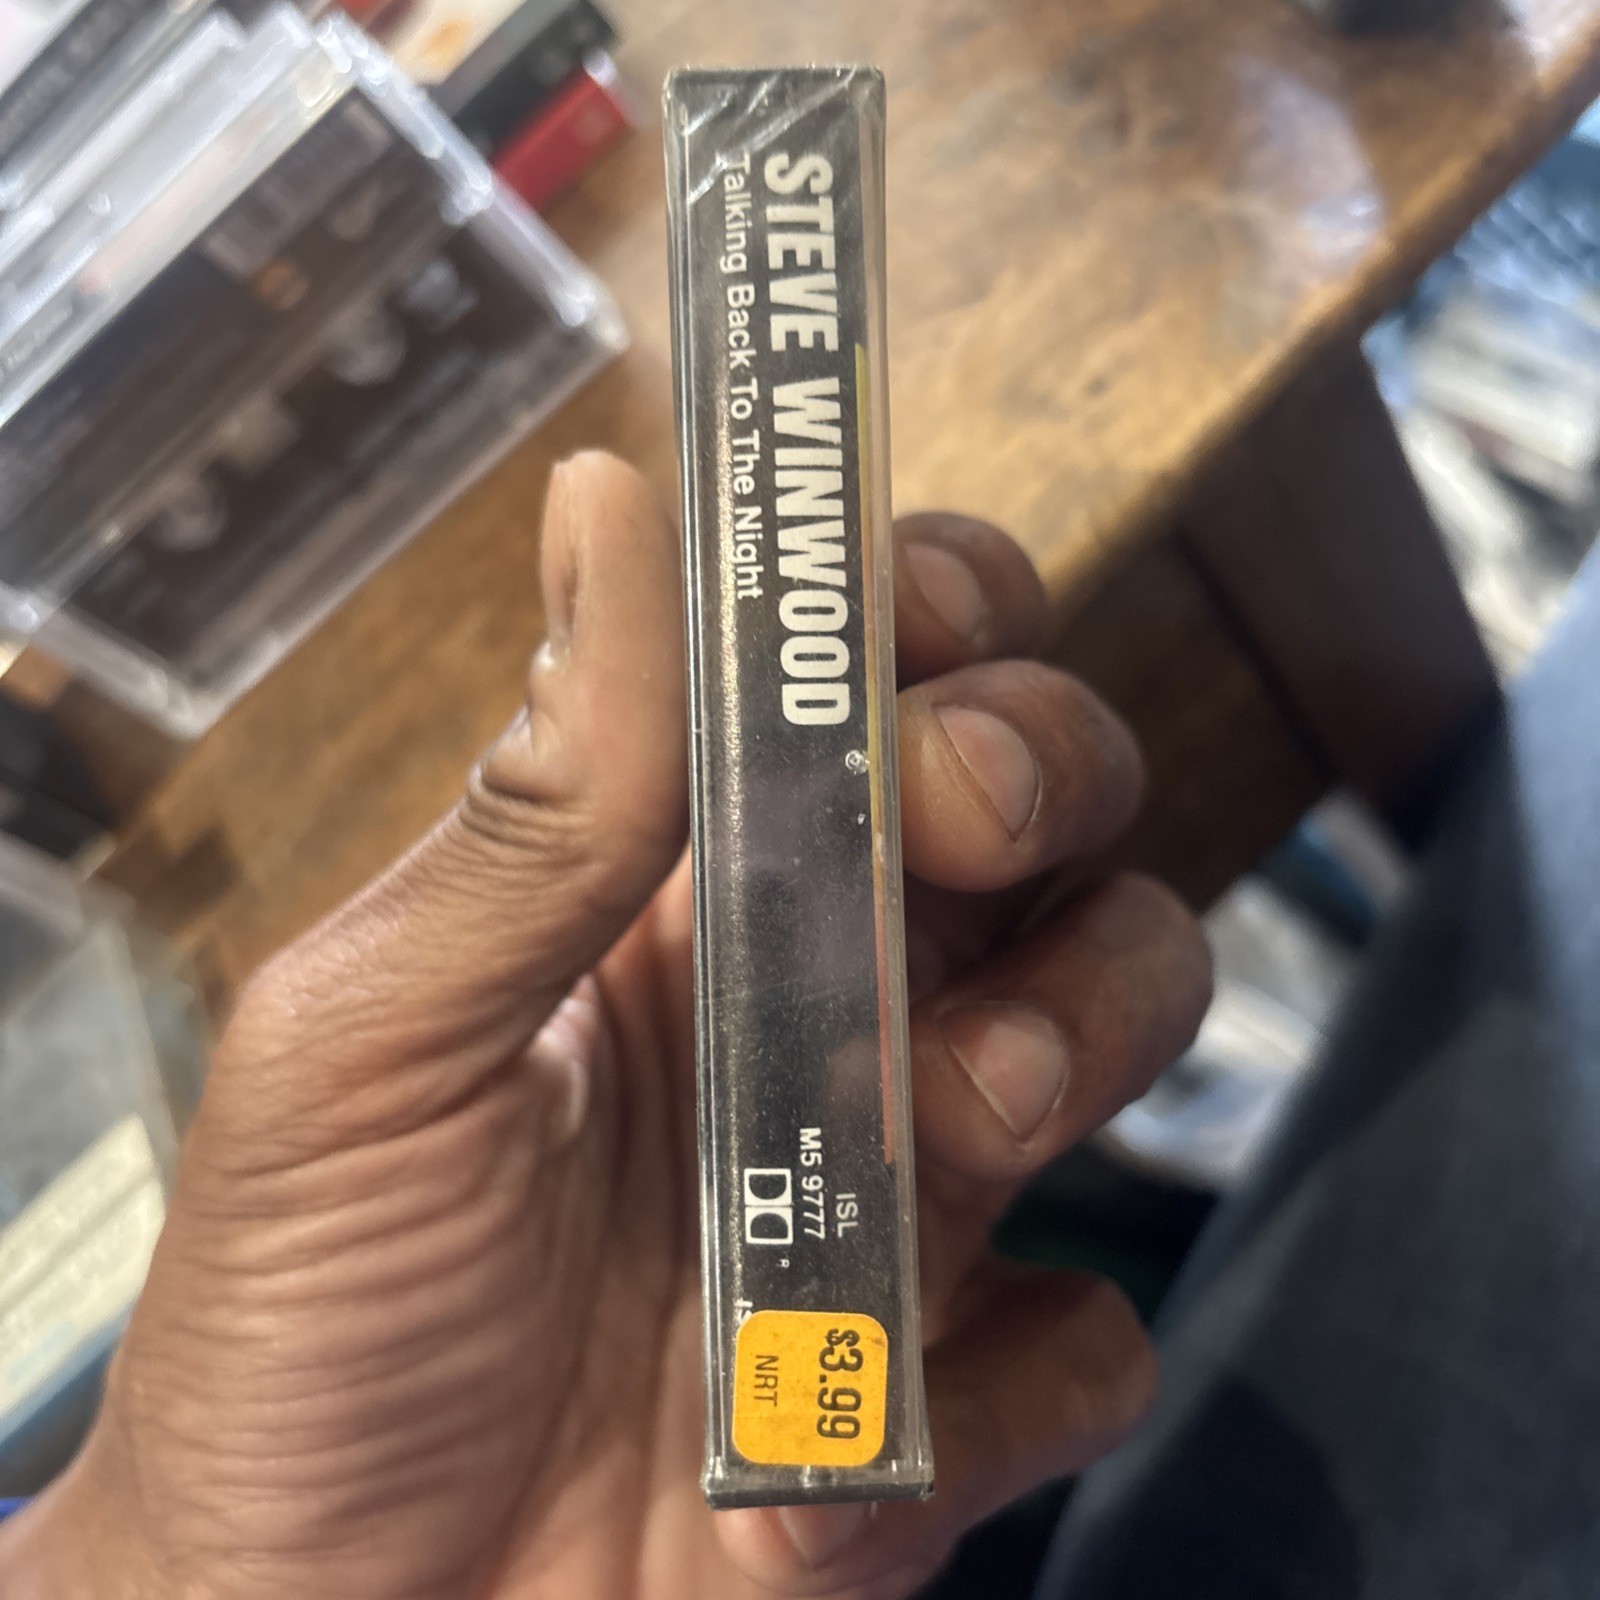 STEVE WINWOOD
Talking Back To The Night
ISL
M5 9777
R
$3.99
NRT